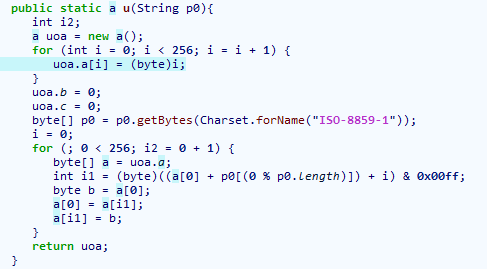 public static a u(String p0){
int i2;
a uoa = new a();
for (int i = 0; i < 256; i = i + 1) {
uoa.a[i] = (byte)i;
}
uoa.b = 0;
uoa.c = 0;
byte[] p0 = p0.getBytes(Charset.forName("ISO-8859-1"));
i = 0;
for (; 0 < 256; i2 = 0 + 1) {
byte[] a = uoa.a;
int i1 = (byte)((a[0] + p0[(0 % p0.length)]) + i) & 0x00ff;
byte b = a[0];
a[0] = a[i1];
a[i1] = b;
}
return uoa;
}